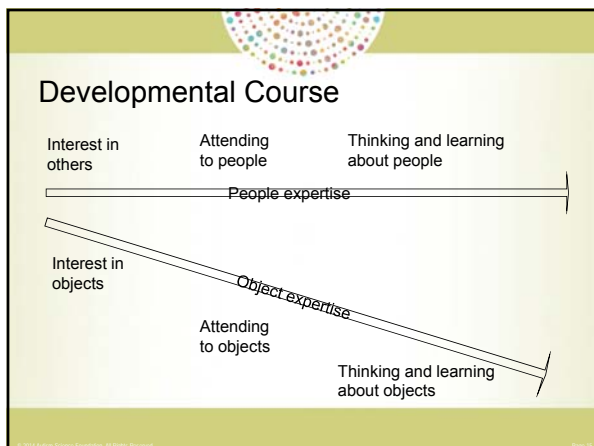 Developmental Course
Interest in
others
Attending
to people
Thinking and learning
about people
People expertise
Interest in
objects
Object expertise
Attending
to objects
Thinking and learning
about objects